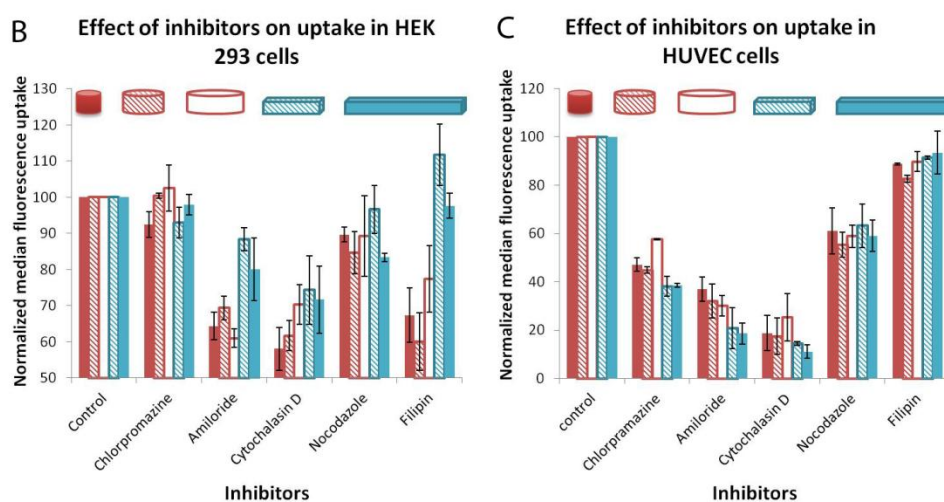 B
Effect of inhibitors on uptake in HEK
293 cells
Normalized median fluorescence uptake
130
120
110
100
90
80
70
60
50
Control
Chlorpromazine
Amiloride
Cytochalasin D
Nocodazole
Filipin
Inhibitors
C
Effect of inhibitors on uptake in
HUVEC cells
Normalized median fluorescence uptake
120
100
80
60
40
20
0
control
Chlorpramazine
Amiloride
Cytochalasin D
Nocodazole
Filipin
Inhibitors